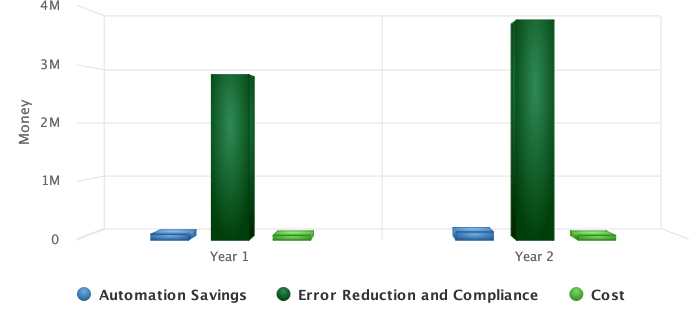 4M
3M
2M
1M
0
Money
Year 1
Year 2
Automation Savings
Error Reduction and Compliance
Cost